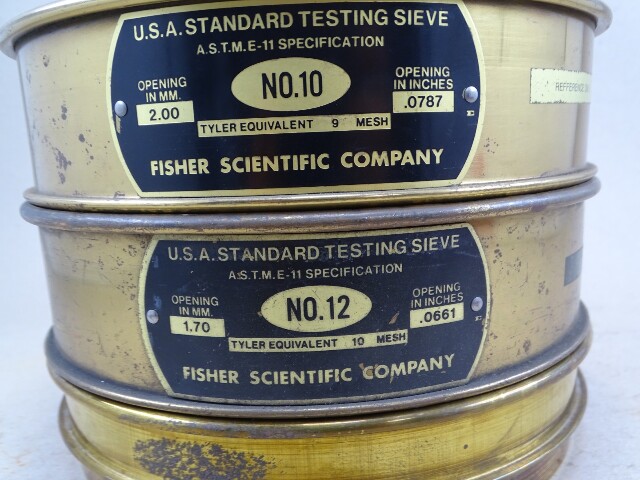 U.S.A. STANDARD TESTING SIEVE
A.S.T.M.E-11 SPECIFICATION
OPENING
IN MM.
2.00
NO.10
OPENING
IN INCHES
.0787
TYLER EQUIVALENT 9 MESH
FISHER SCIENTIFIC COMPANY
REFFERENCE
U.S.A. STANDARD TESTING SIEVE
A.S.T.M.E-11 SPECIFICATION
OPENING
IN MM.
1.70
NO.12
OPENING
IN INCHES
.0661
TYLER EQUIVALENT 10 MESH
FISHER SCIENTIFIC COMPANY